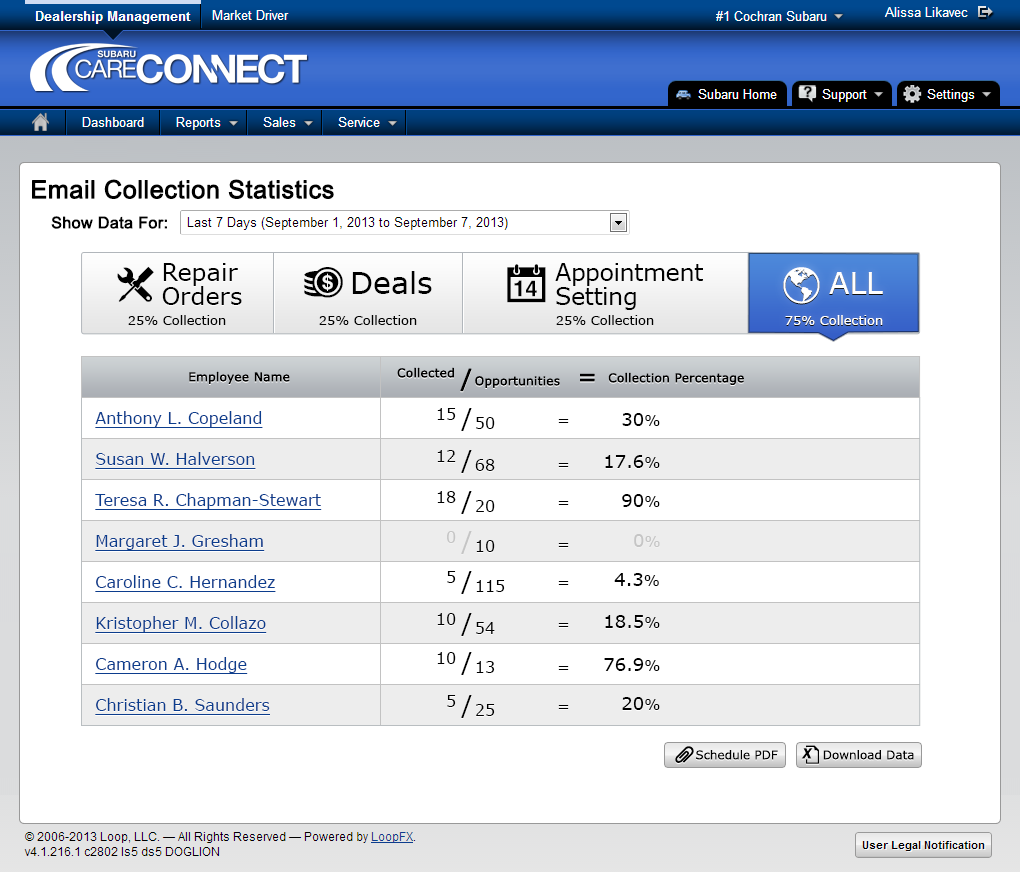 Dealership Management Market Driver #1 Cochran Subaru Alissa Likavec
SUBARU
CARECONNECT
Subaru Home Support Settings
Dashboard Reports Sales Service
Email Collection Statistics
Show Data For: Last 7 Days (September 1, 2013 to September 7, 2013)
Repair
Orders
25% Collection
Deals
25% Collection
14
Appointment
Setting
25% Collection
ALL
75% Collection
Employee Name Collected / Opportunities = Collection Percentage
Anthony L. Copeland 15 / 50 = 30%
Susan W. Halverson 12 / 68 = 17.6%
Teresa R. Chapman-Stewart 18 / 20 = 90%
Margaret J. Gresham 0 / 10 = 0%
Caroline C. Hernandez 5 / 115 = 4.3%
Kristopher M. Collazo 10 / 54 = 18.5%
Cameron A. Hodge 10 / 13 = 76.9%
Christian B. Saunders 5 / 25 = 20%
Schedule PDF Download Data
© 2006-2013 Loop, LLC. — All Rights Reserved — Powered by LoopFX.
v4.1.216.1 c2802 ls5 ds5 DOGLION
User Legal Notification